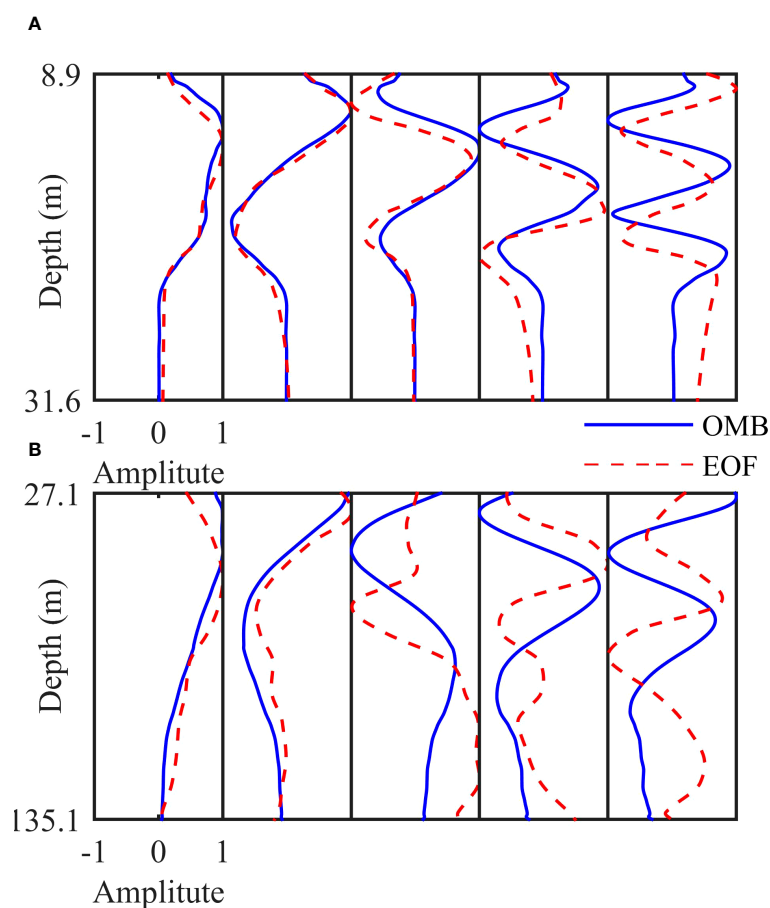 A
8.9
Depth (m)
31.6
-1 0 1
Amplitute
OMB
EOF
B
27.1
Depth (m)
135.1
-1 0 1
Amplitute